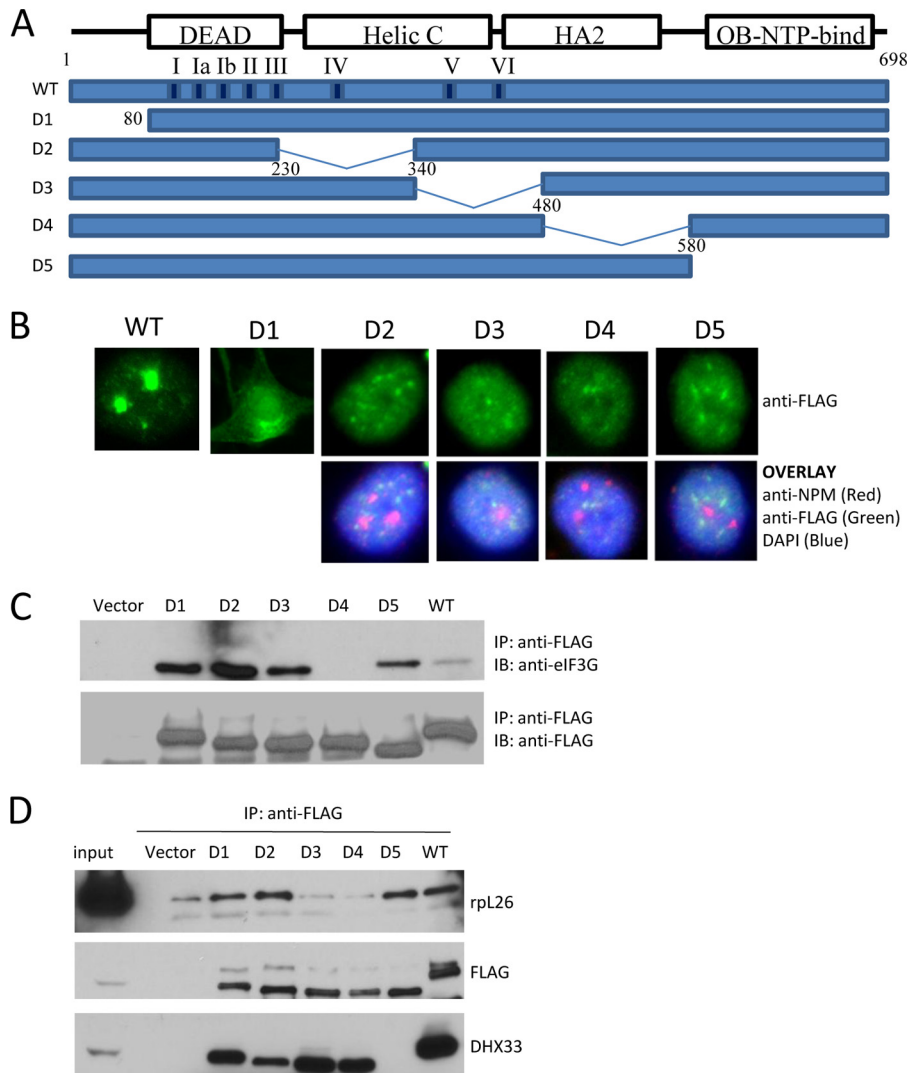 A
DEAD Helic C HA2 OB-NTP-bind
1 698
I Ia Ib II III IV V VI
WT
D1 80
D2 230 340
D3 480
D4 580
D5
B
WT D1 D2 D3 D4 D5
anti-FLAG
OVERLAY
anti-NPM (Red)
anti-FLAG (Green)
DAPI (Blue)
C
Vector D1 D2 D3 D4 D5 WT
IP: anti-FLAG
IB: anti-eIF3G
IP: anti-FLAG
IB: anti-FLAG
D
IP: anti-FLAG
input Vector D1 D2 D3 D4 D5 WT
rpL26
FLAG
DHX33